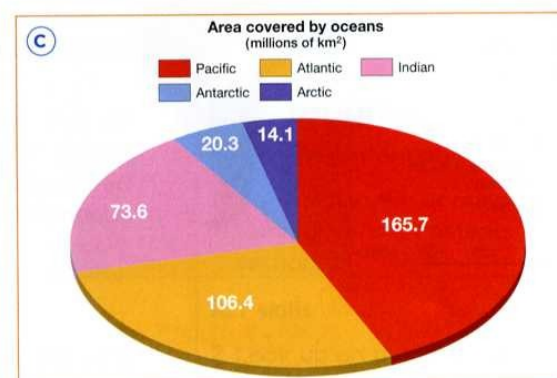 C
Area covered by oceans
(millions of km²)
Pacific Atlantic Indian
Antarctic Arctic
20.3 14.1
73.6 165.7
106.4